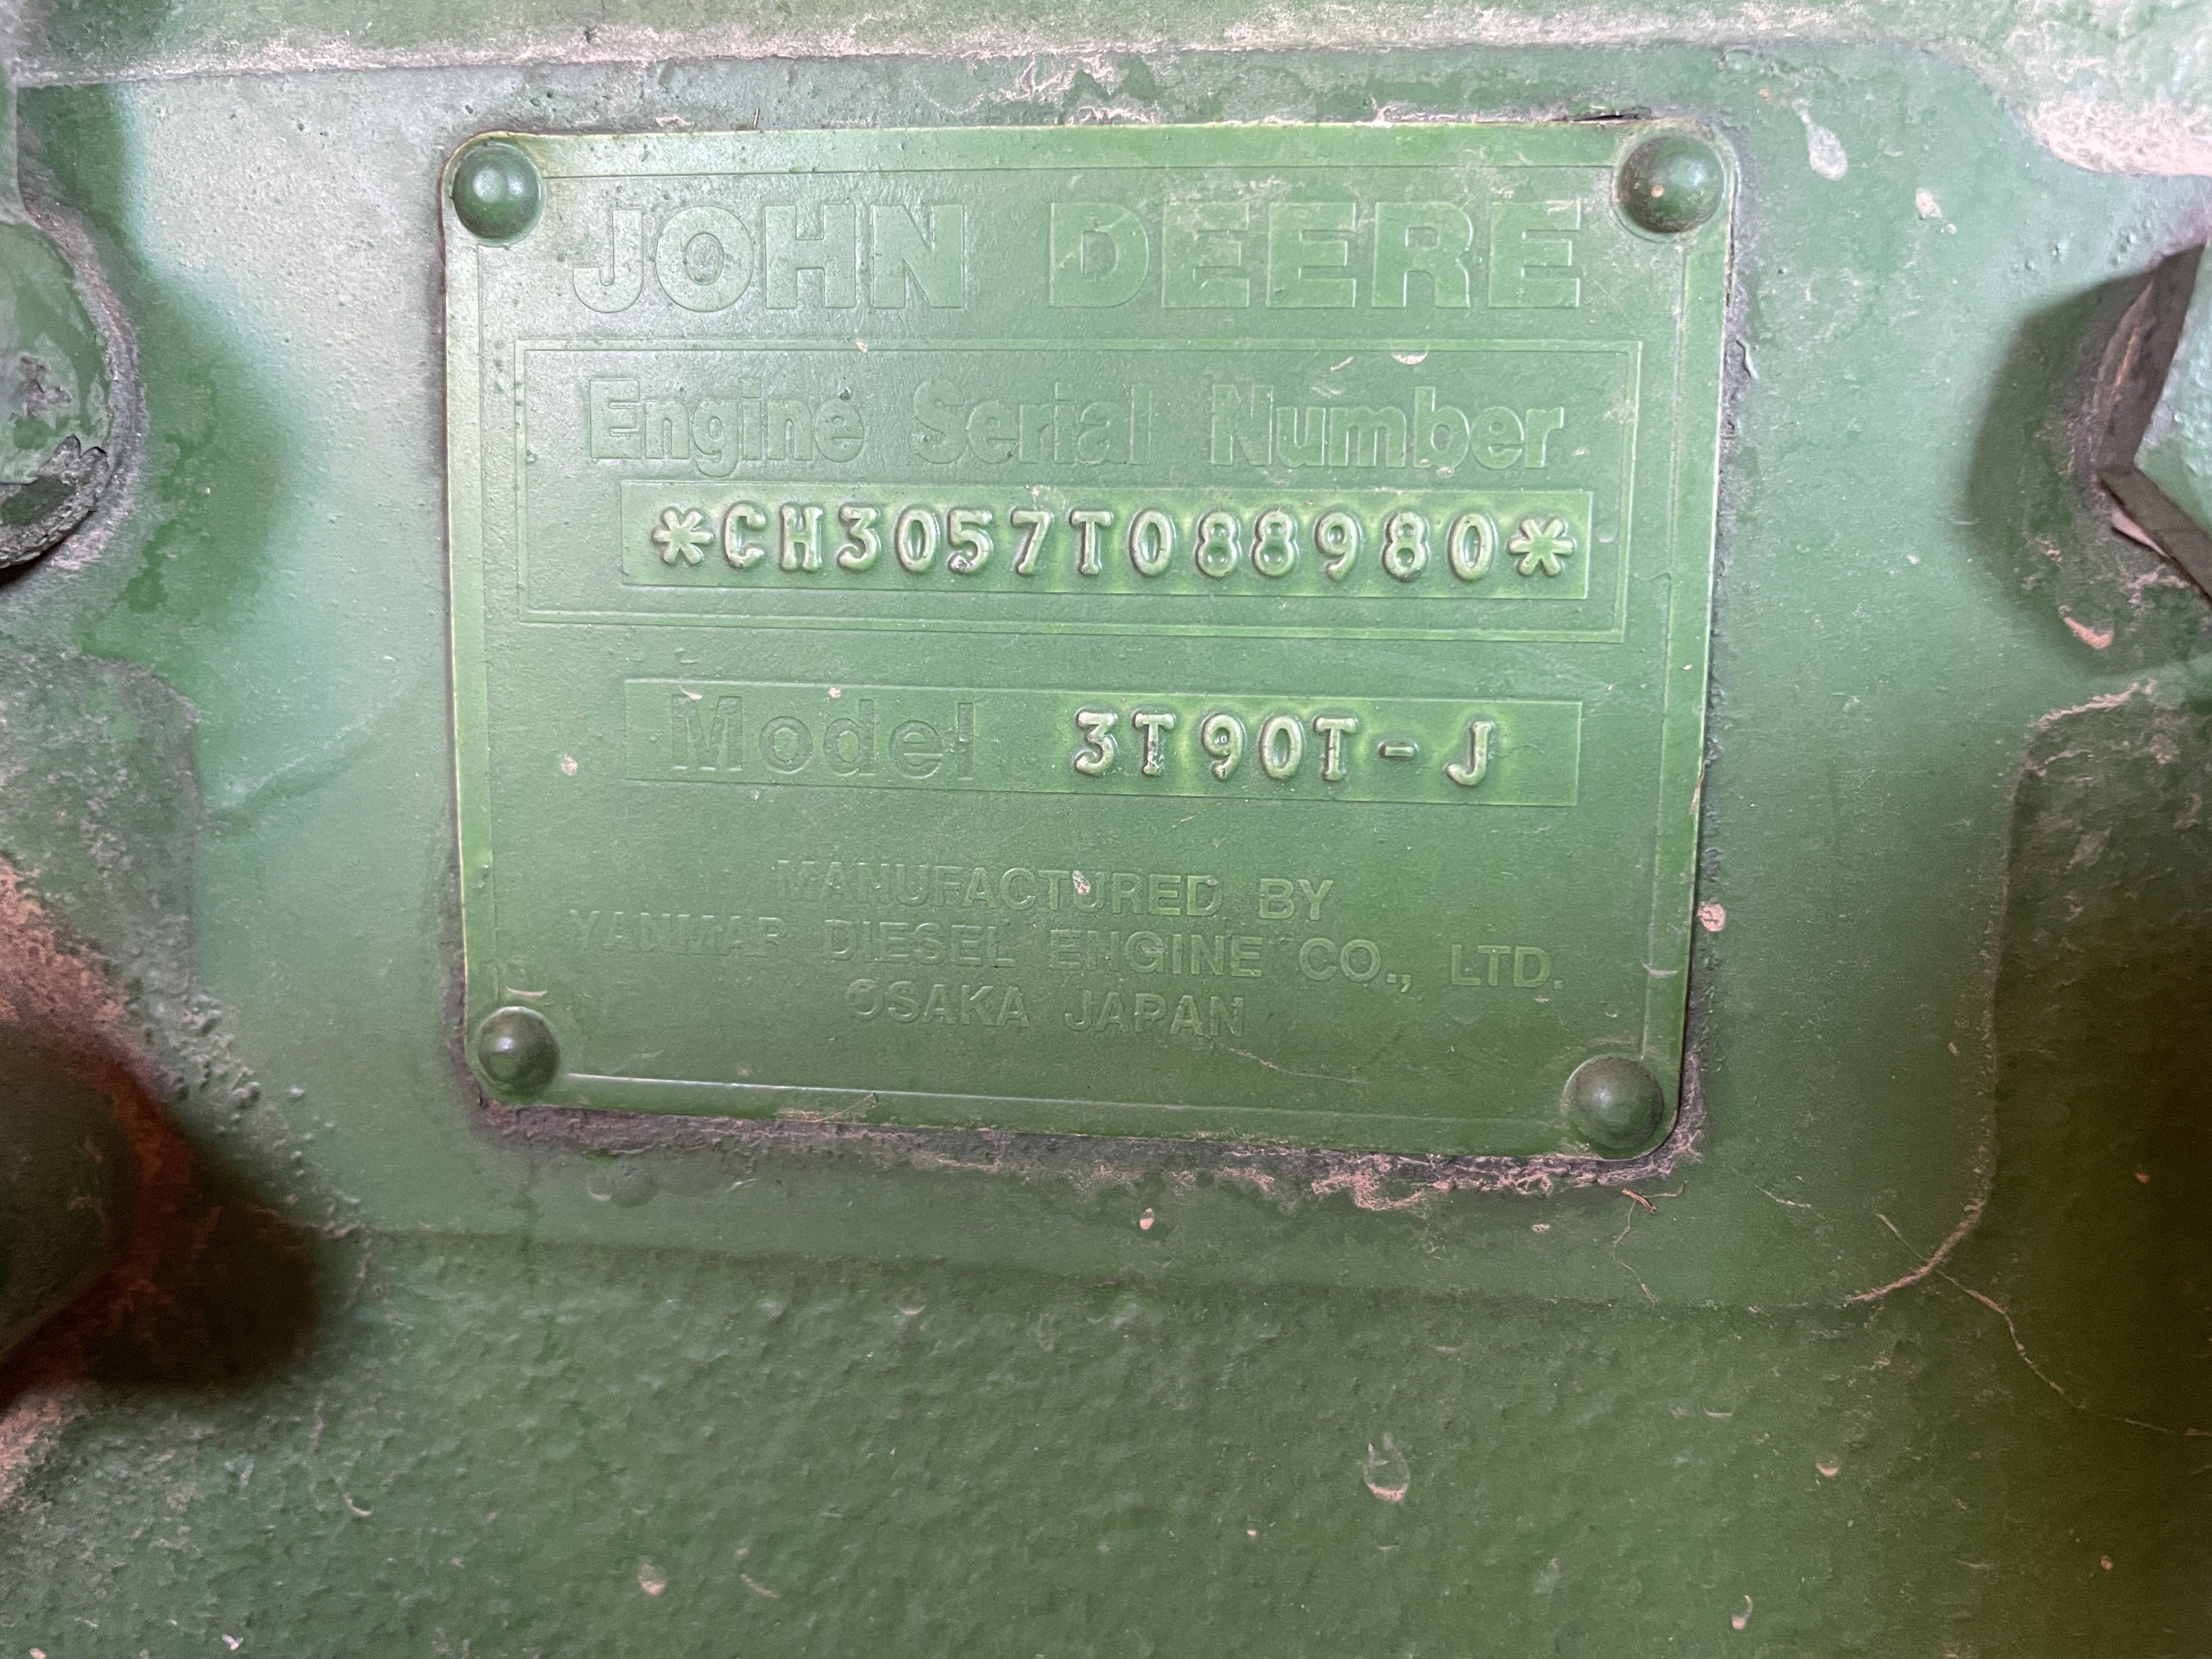 JOHN DEERE
Engine Serial Number
*CH3057T088980*
Model 3T90T-J
MANUFACTURED BY
YANMAR DIESEL ENGINE CO., LTD.
OSAKA JAPAN